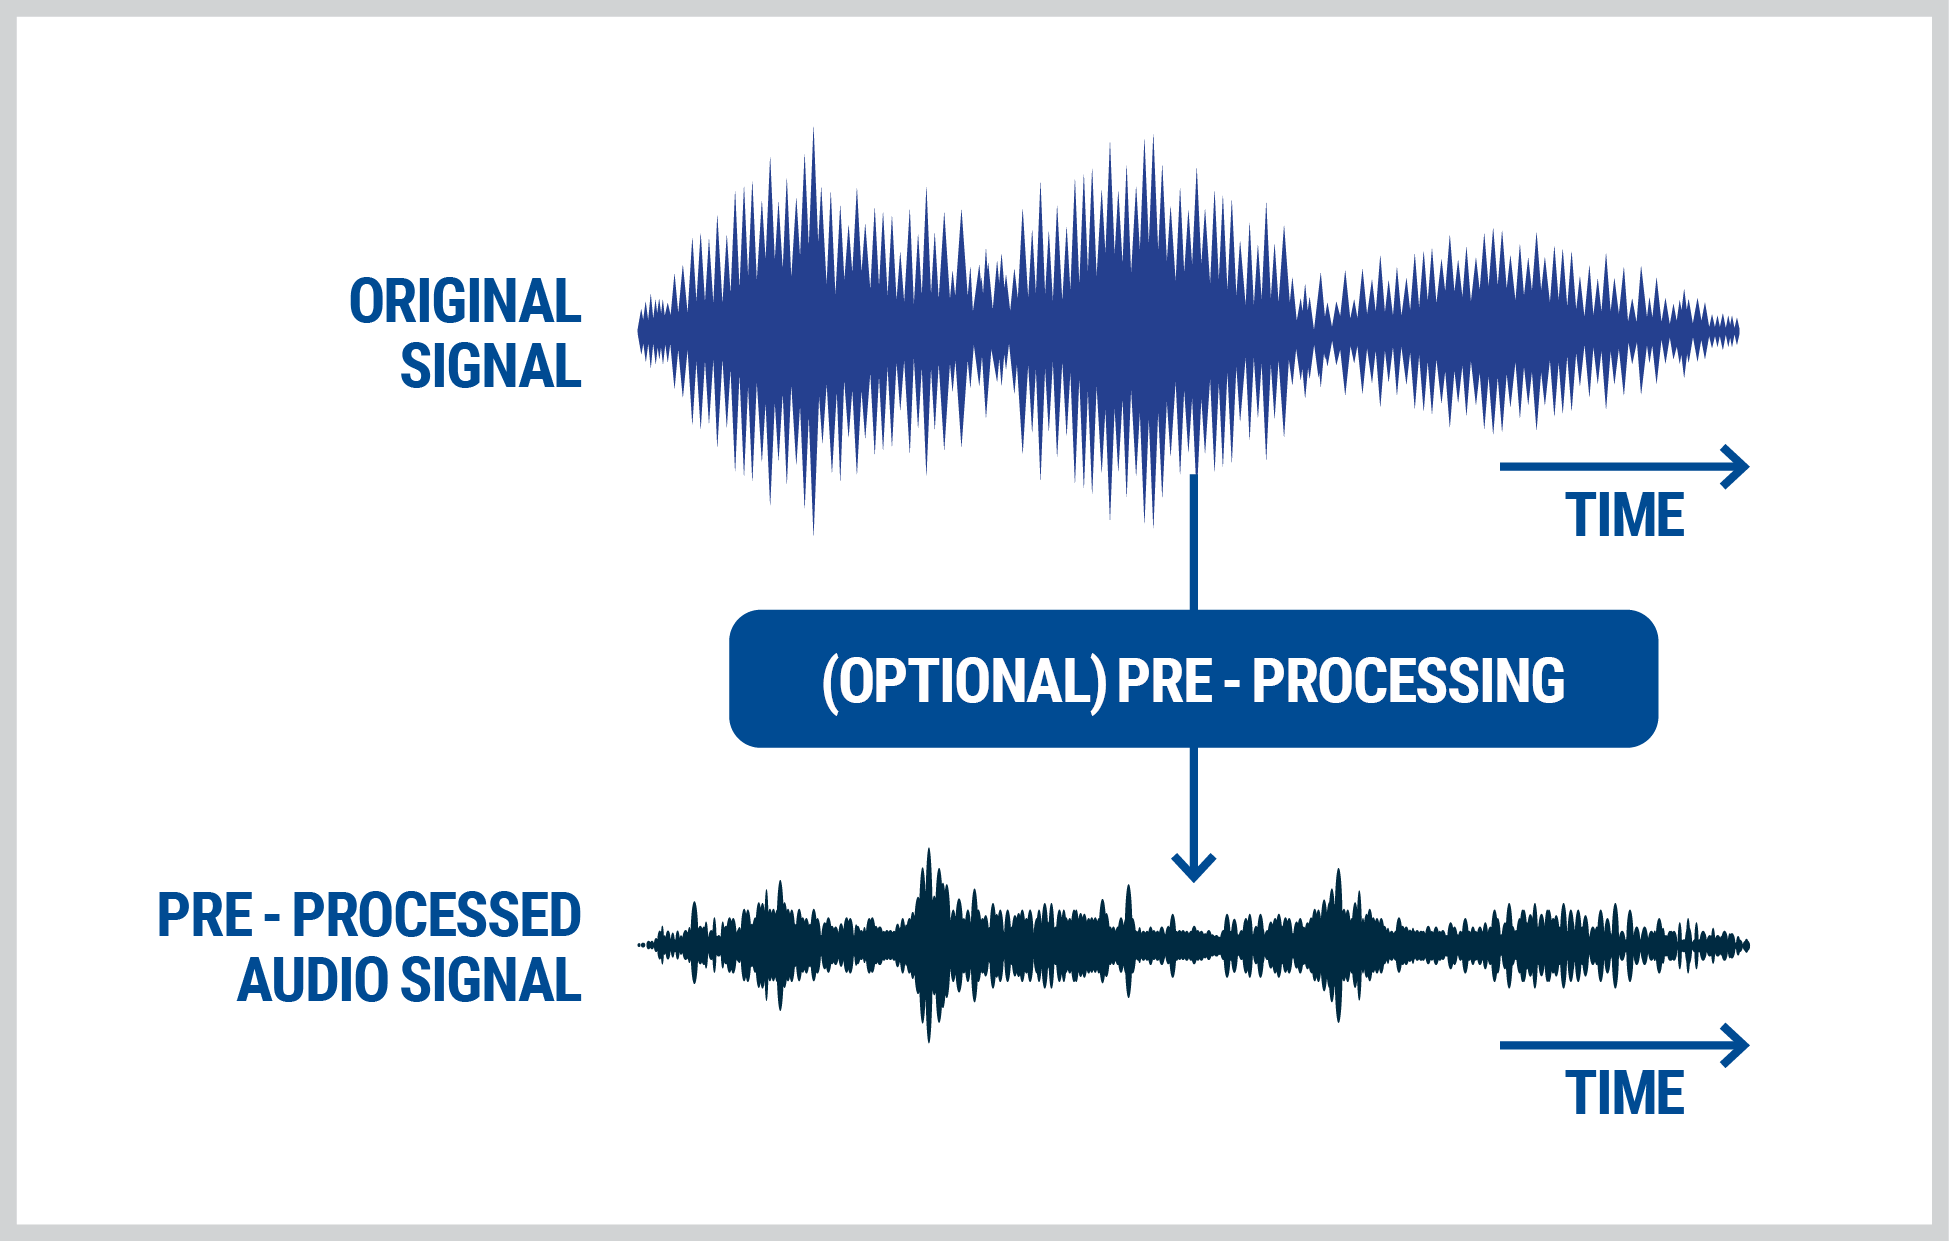 ORIGINAL
SIGNAL
TIME
(OPTIONAL) PRE - PROCESSING
PRE - PROCESSED
AUDIO SIGNAL
TIME